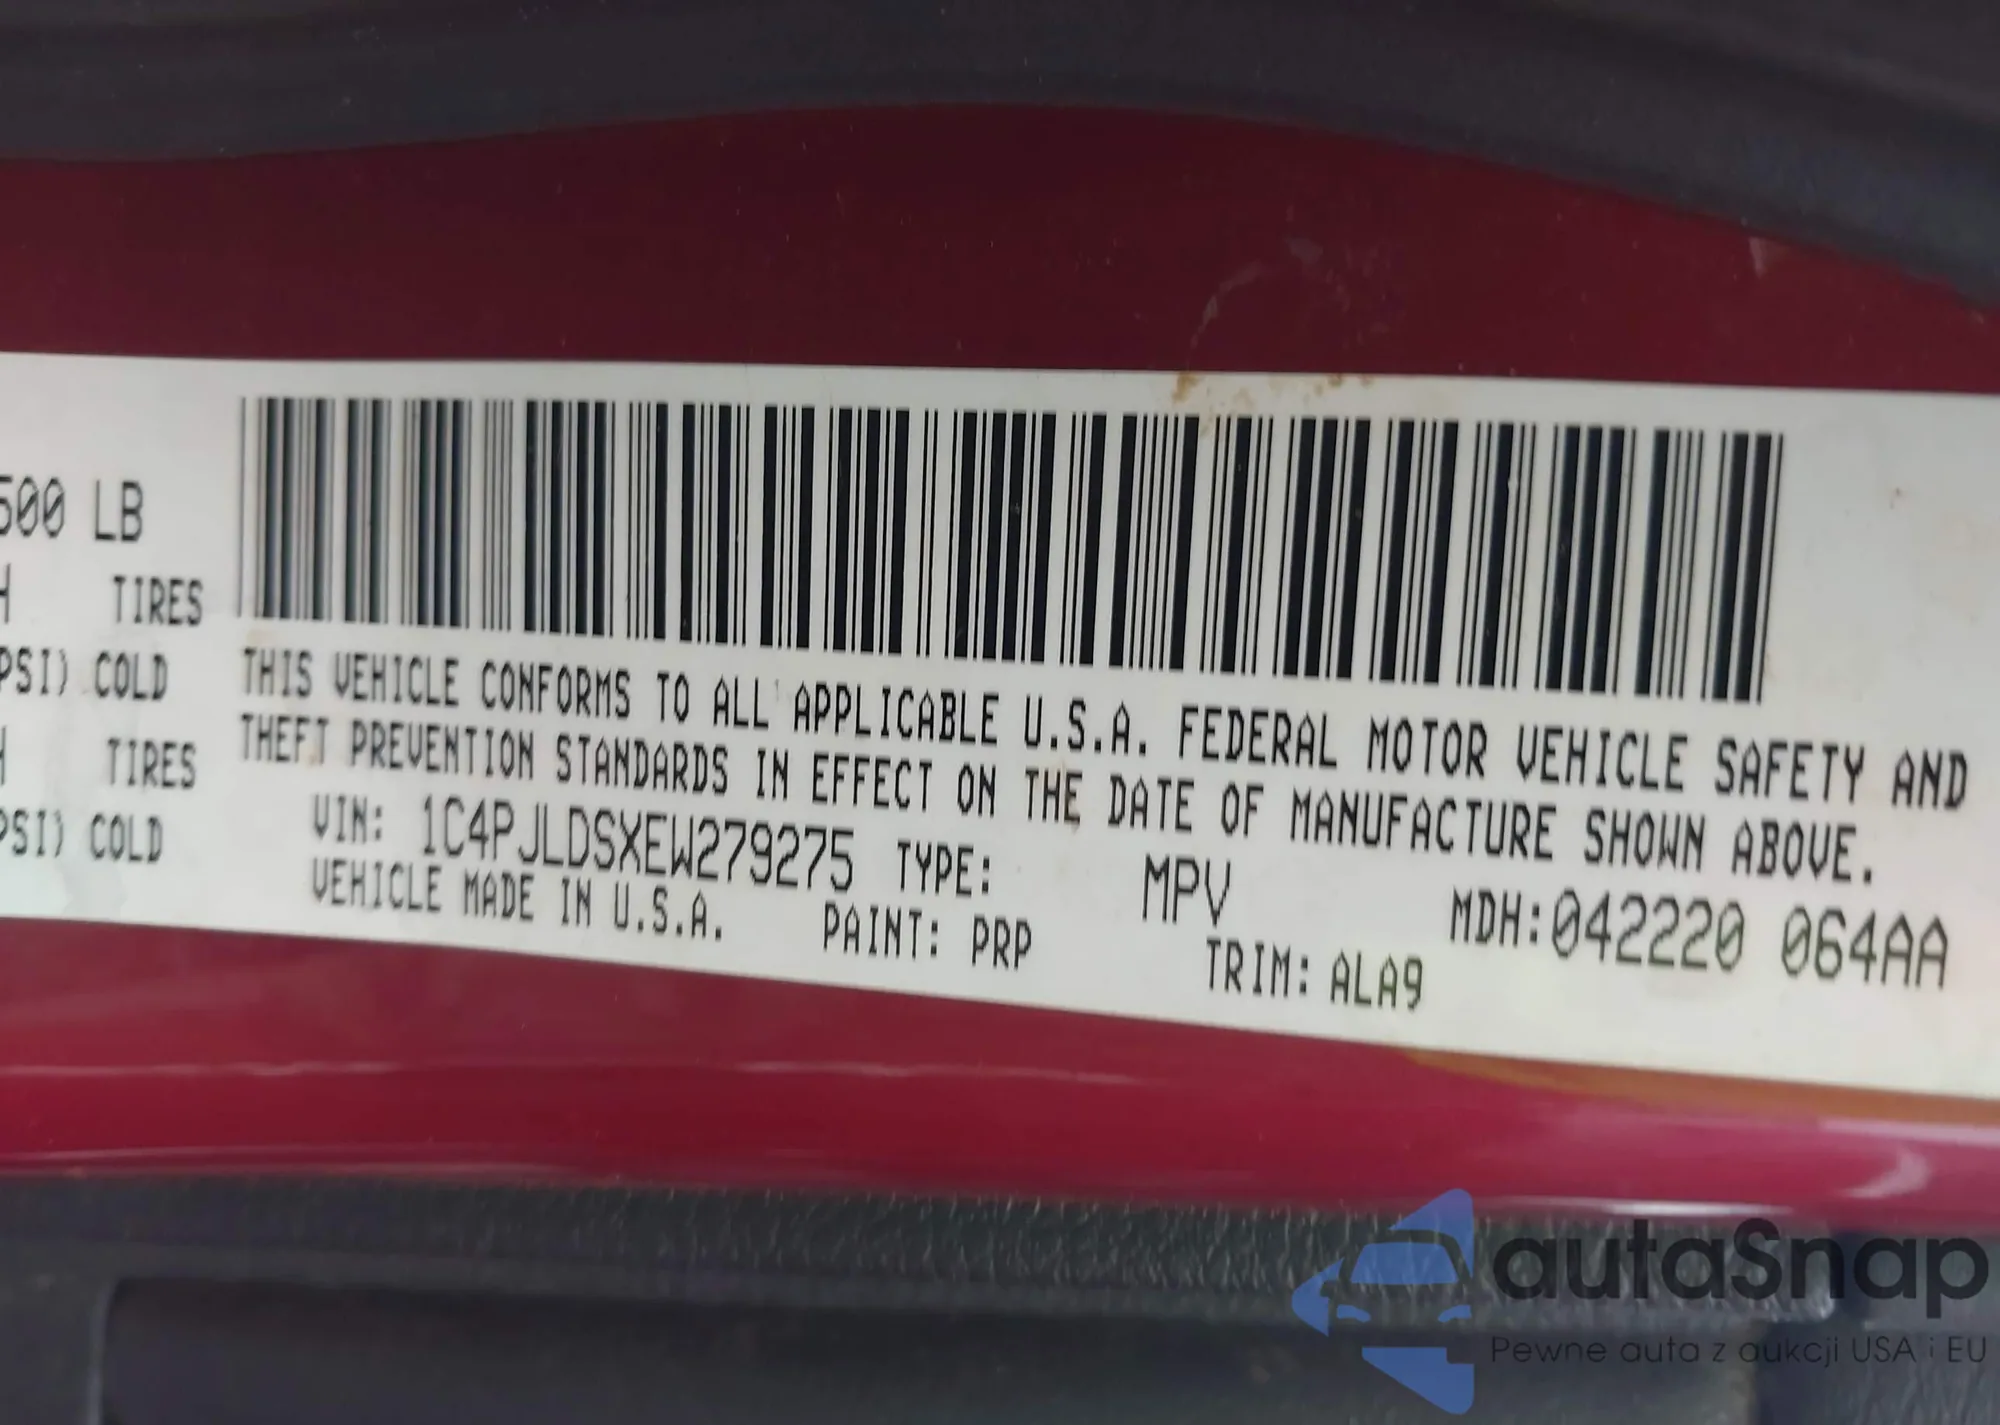 500 LB
TIRES
PSI) COLD
TIRES
PSI) COLD
THIS VEHICLE CONFORMS TO ALL APPLICABLE U.S.A. FEDERAL MOTOR VEHICLE SAFETY AND
THEFT PREVENTION STANDARDS IN EFFECT ON THE DATE OF MANUFACTURE SHOWN ABOVE.
VIN: 1C4PJLDSXEW279275 TYPE: MPV MDH:042220 064AA
VEHICLE MADE IN U.S.A. PAINT: PRP TRIM: ALA9
autaSnap
Pewne auta z aukcji USA i EU